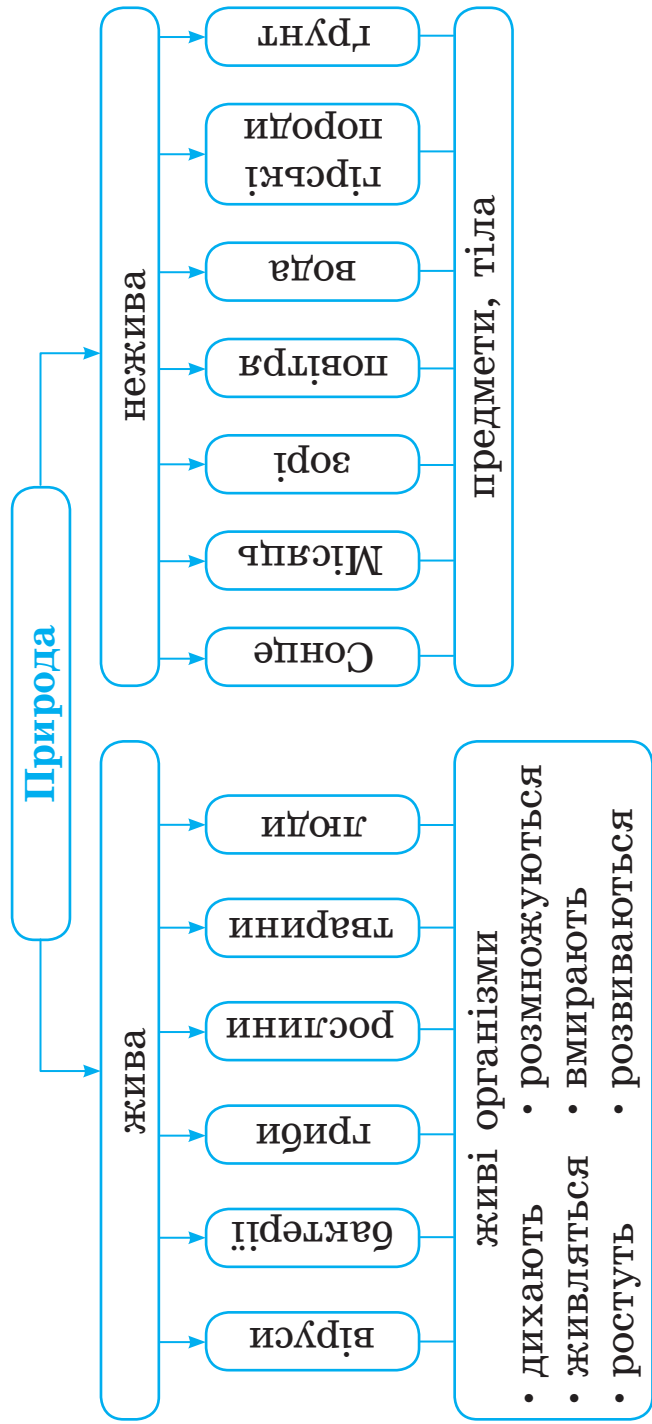 Природа
жива
нежива
віруси
бактерії
гриби
рослини
тварини
люди
Сонце
Місяць
зорі
повітря
вода
гірські
породи
ґрунт
живі організми
• дихають
• живляться
• ростуть
• розмножуються
• вмирають
• розвиваються
предмети, тіла